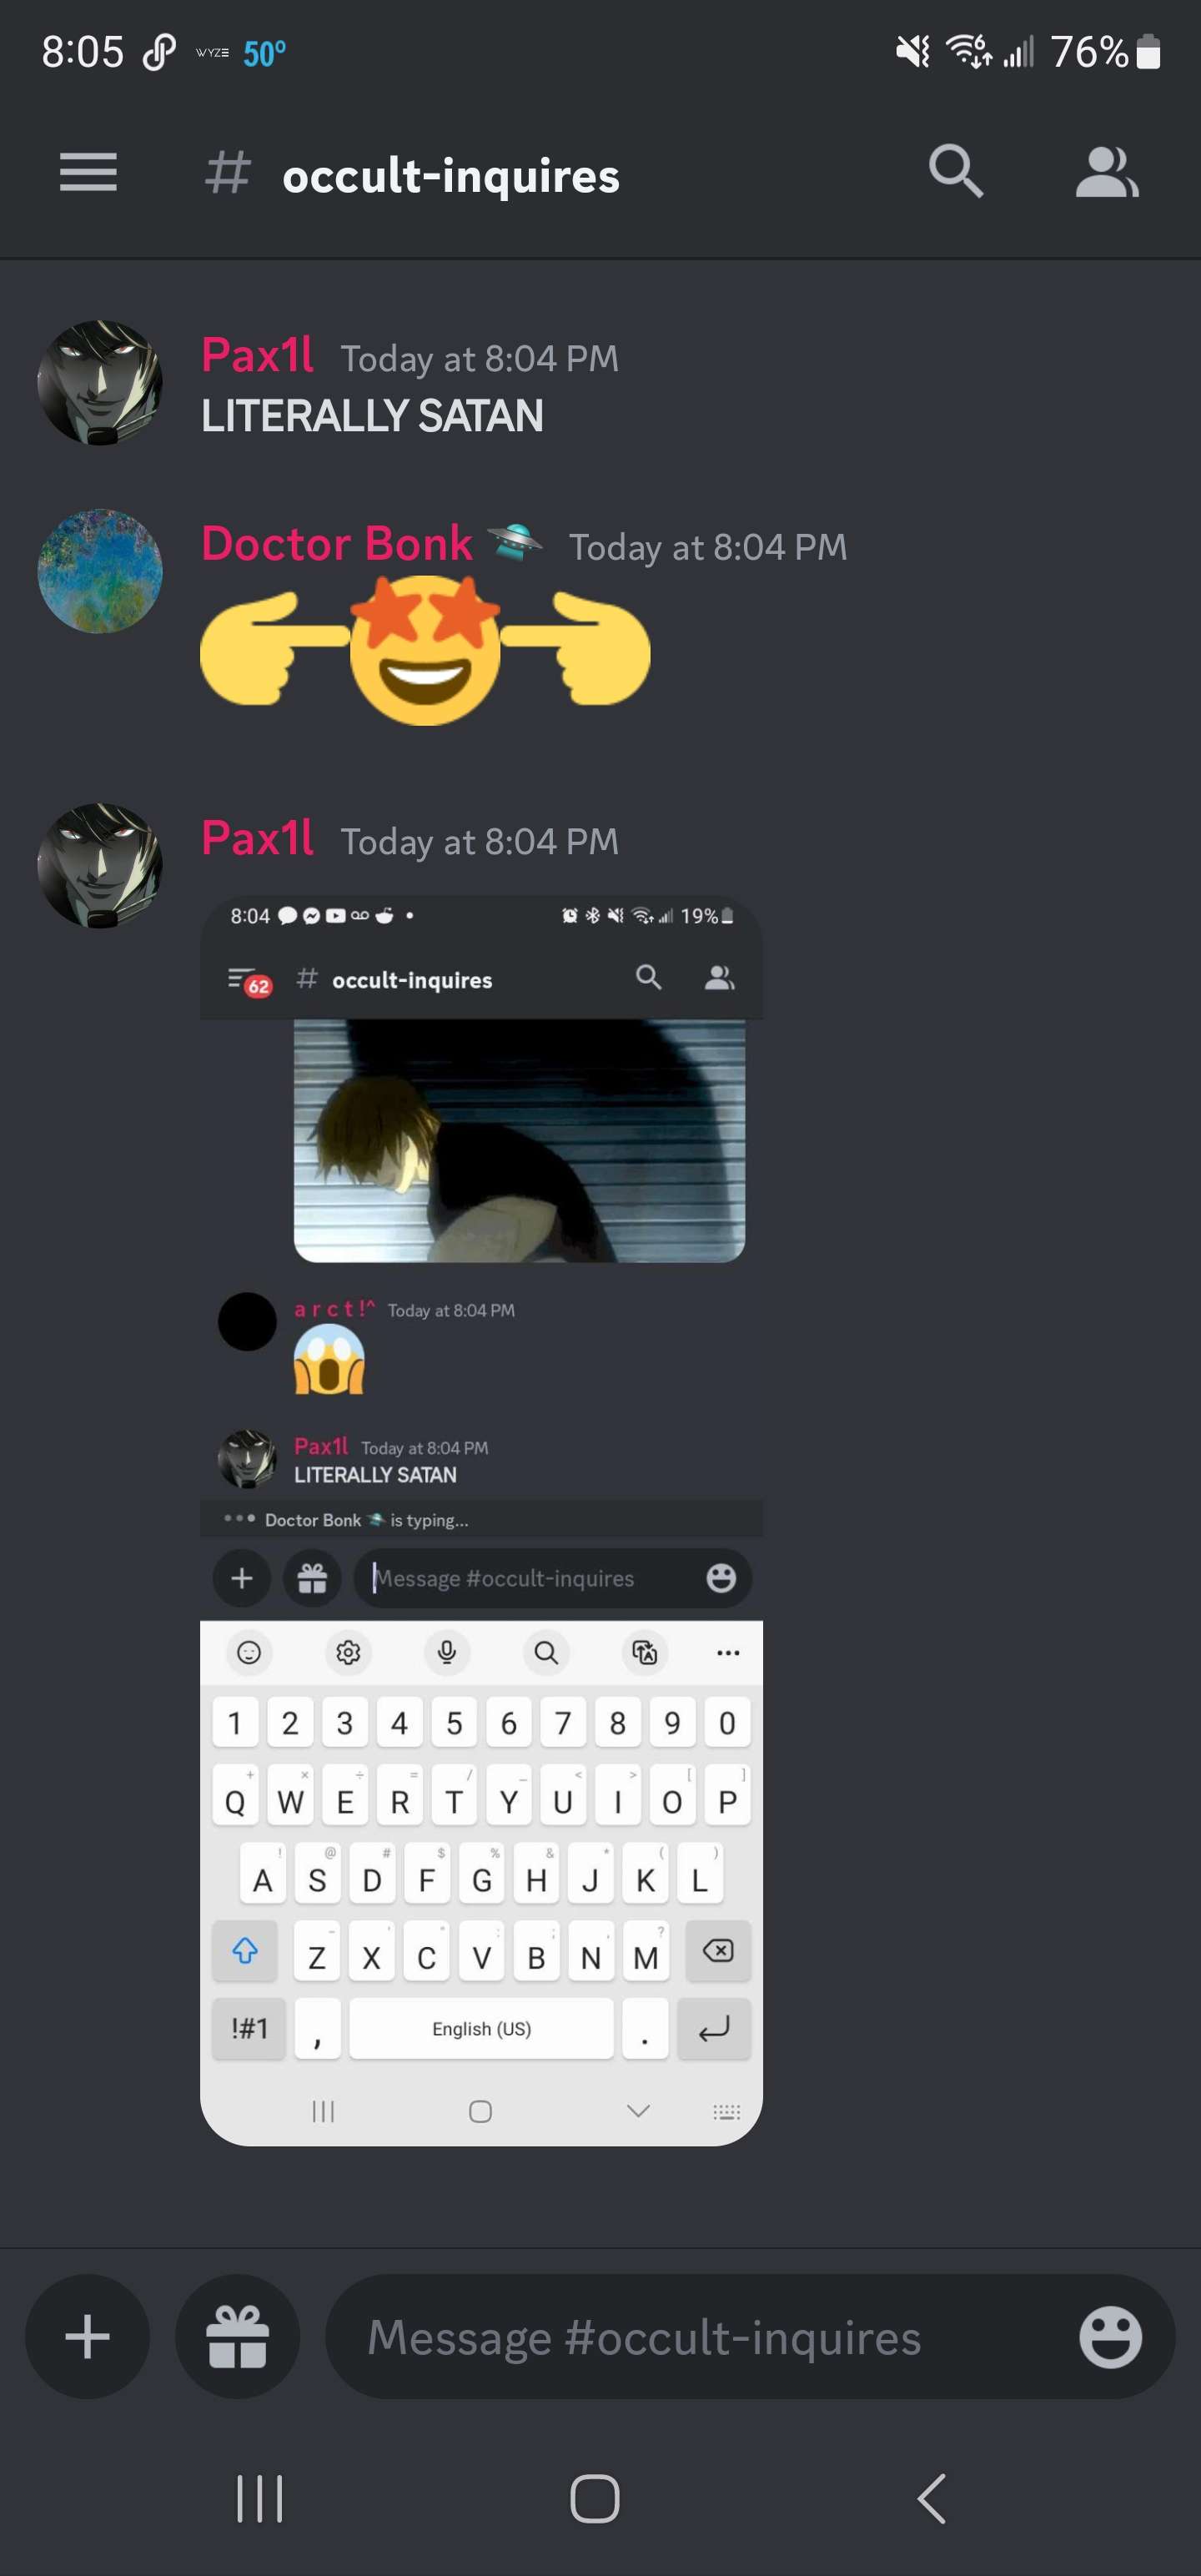 8:05 WYZE 50° 76%
# occult-inquires
Pax1l Today at 8:04 PM
LITERALLY SATAN
Doctor Bonk 🛸 Today at 8:04 PM
👉🤩👈
Pax1l Today at 8:04 PM
8:04 19%
62 # occult-inquires
a r c t !^ Today at 8:04 PM
😱
Pax1l Today at 8:04 PM
LITERALLY SATAN
Doctor Bonk 🛸 is typing...
Message #occult-inquires
1 2 3 4 5 6 7 8 9 0
+ × ÷ = / _ < > [ ]
Q W E R T Y U I O P
! @ # $ % & * ( )
A S D F G H J K L
- ' " : ; , ?
Z X C V B N M
!#1 , English (US) .
Message #occult-inquires